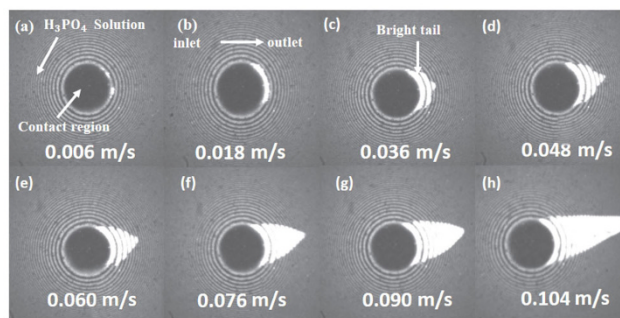 (a) H₃PO₄ Solution
Contact region
0.006 m/s
(b)
inlet outlet
0.018 m/s
(c)
Bright tail
0.036 m/s
(d)
0.048 m/s
(e)
0.060 m/s
(f)
0.076 m/s
(g)
0.090 m/s
(h)
0.104 m/s